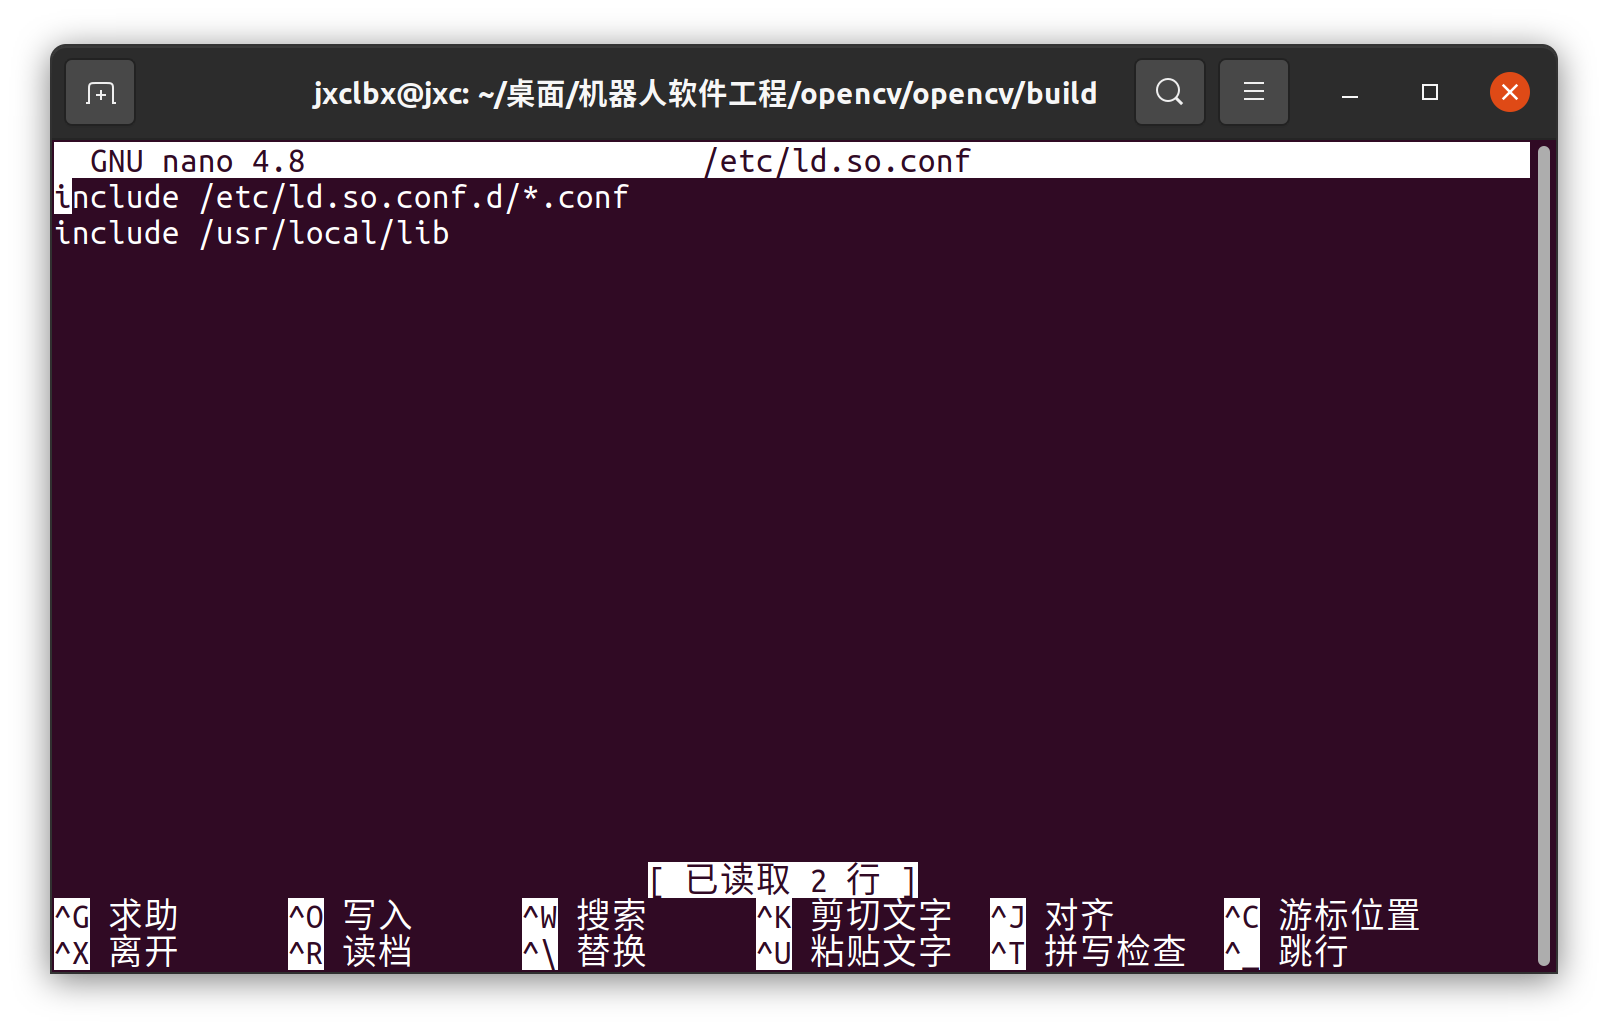 jxclbx@jxc: ~/桌面/机器人软件工程/opencv/opencv/build
GNU nano 4.8 /etc/ld.so.conf
include /etc/ld.so.conf.d/*.conf
include /usr/local/lib
[ 已读取 2 行 ]
^G 求助 ^O 写入 ^W 搜索 ^K 剪切文字 ^J 对齐 ^C 游标位置
^X 离开 ^R 读档 ^\ 替换 ^U 粘贴文字 ^T 拼写检查 ^_ 跳行